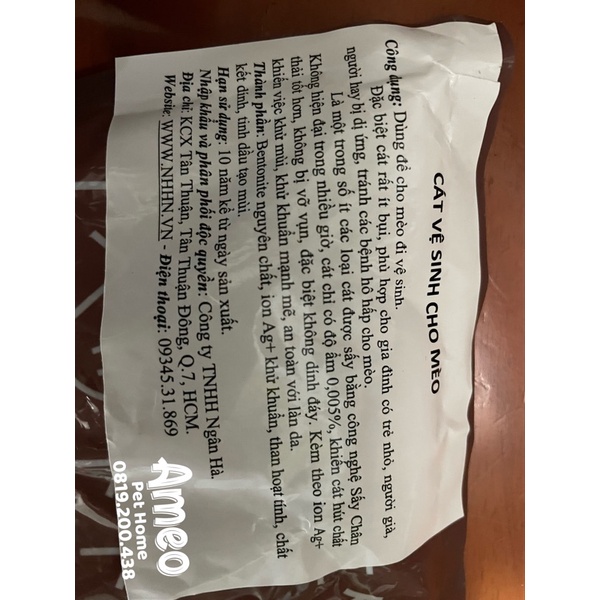 CÁT VỆ SINH CHO MÈO
Công dụng: Dùng để cho mèo đi vệ sinh.
Đặc biệt cát rất ít bụi, phù hợp cho gia đình có trẻ nhỏ, người già,
người hay bị dị ứng, tránh các bệnh hô hấp cho mèo.
Là một trong số ít các loại cát được sấy bằng công nghệ Sấy Chân
Không hiện đại trong nhiều giờ, cát chỉ có độ ẩm 0,005%, khiến cát hút chất
thải tốt hơn, không bị vỡ vụn, đặc biệt không dính đáy. Kèm theo ion Ag+
khiến việc khử mùi, khử khuẩn mạnh mẽ, an toàn với làn da.
Thành phần: Bentonite nguyên chất, ion Ag+ khử khuẩn, than hoạt tính, chất
kết dính, tinh dầu tạo mùi.
Hạn sử dụng: 10 năm kể từ ngày sản xuất.
Nhập khẩu và phân phối độc quyền: Công ty TNHH Ngân Hà.
Địa chỉ: KCX Tân Thuận, Tân Thuận Đông, Q.7, HCM.
Website: WWW.NHHN.VN - Điện thoại: 09345.31.869
Ameo
Pet Home
0819.200.438